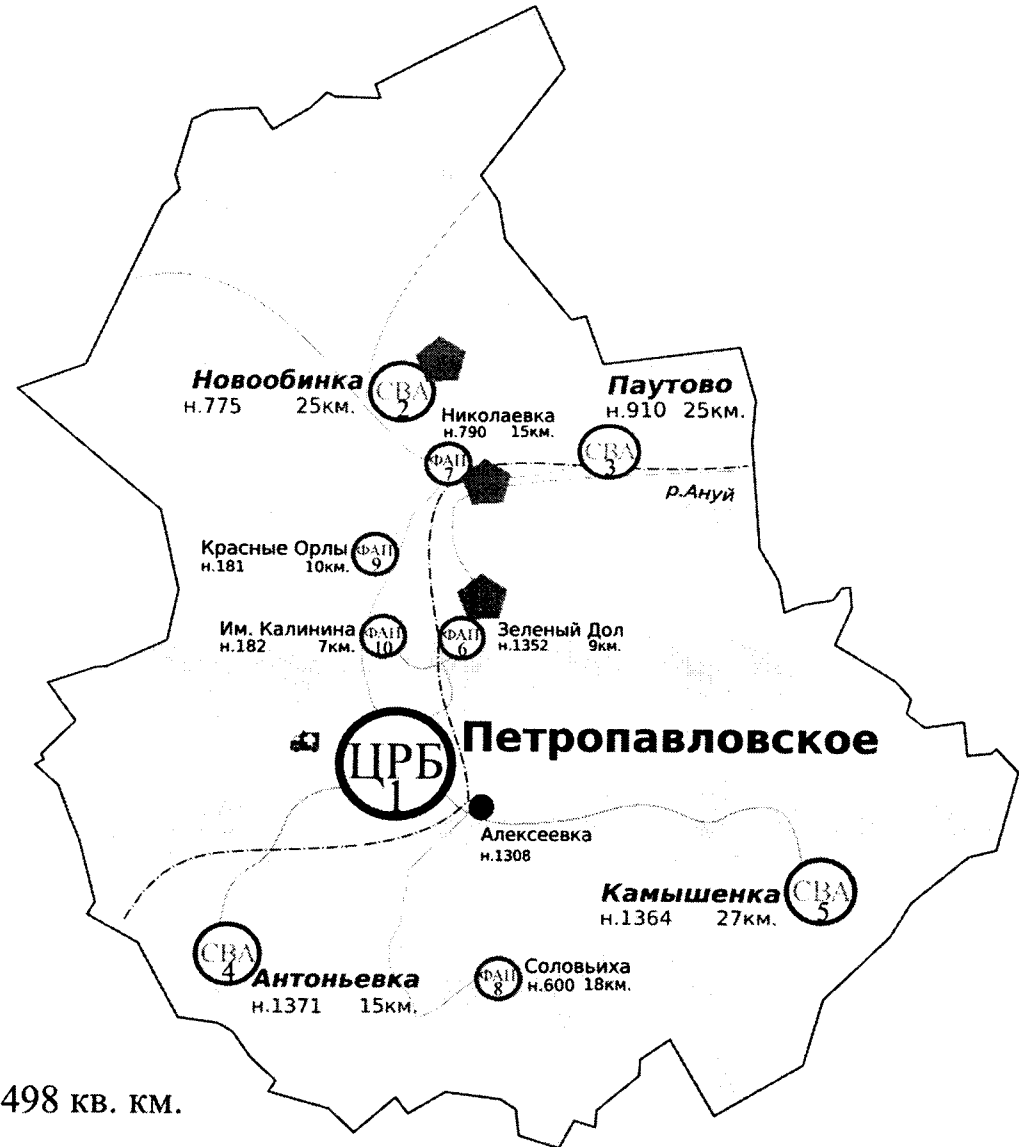 Новообинка
н.775 25км.
СВА
2
Паутово
н.910 25км.
СВА
3
Николаевка
н.790 15км.
ФАП
7
р.Ануй
Красные Орлы
н.181 10км.
ФАП
9
Им. Калинина
н.182 7км.
ФАП
10
ФАП
6
Зеленый Дол
н.1352 9км.
ЦРБ
1
Петропавловское
Алексеевка
н.1308
Камышенка
н.1364 27км.
СВА
5
СВА
4
Антоньевка
н.1371 15км.
ФАП
8
Соловьиха
н.600 18км.
498 кв. км.